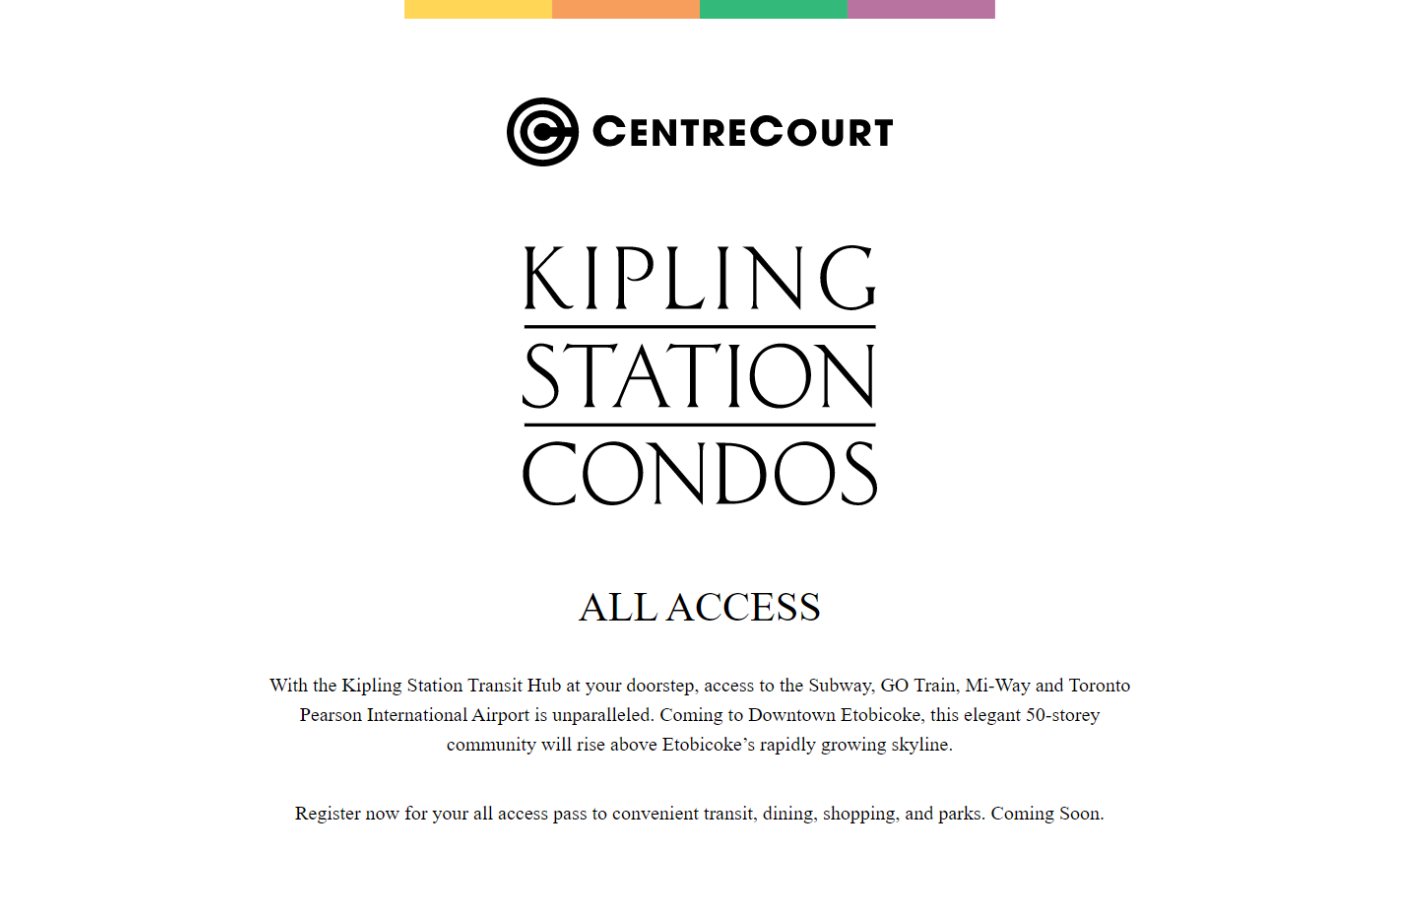 CENTRECOURT
KIPLING
STATION
CONDOS
ALL ACCESS
With the Kipling Station Transit Hub at your doorstep, access to the Subway, GO Train, Mi-Way and Toronto
Pearson International Airport is unparalleled. Coming to Downtown Etobicoke, this elegant 50-storey
community will rise above Etobicoke’s rapidly growing skyline.
Register now for your all access pass to convenient transit, dining, shopping, and parks. Coming Soon.